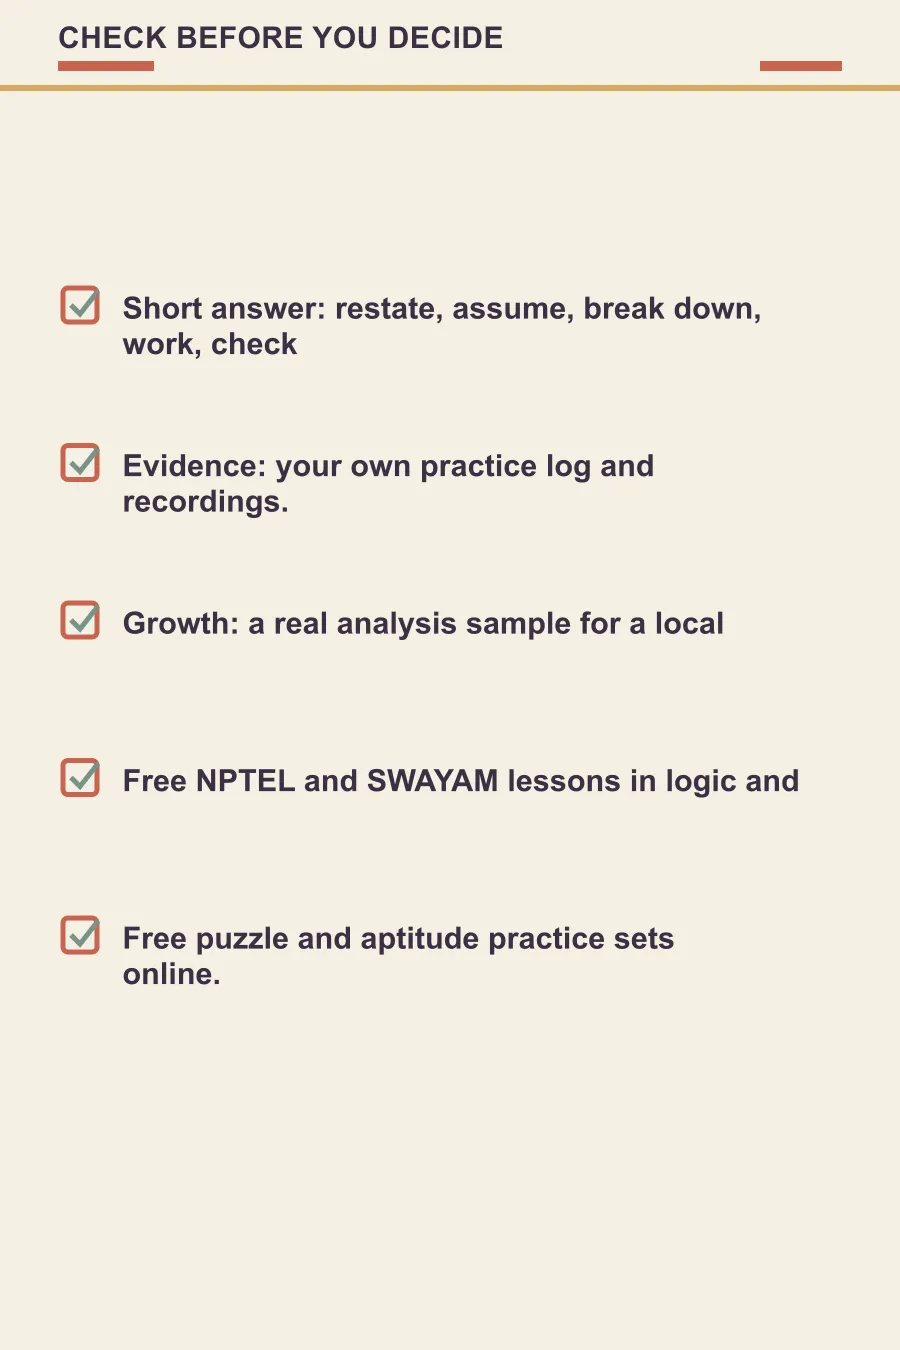 CHECK BEFORE YOU DECIDE
Short answer: restate, assume, break down,
work, check
Evidence: your own practice log and
recordings.
Growth: a real analysis sample for a local
Free NPTEL and SWAYAM lessons in logic and
Free puzzle and aptitude practice sets
online.